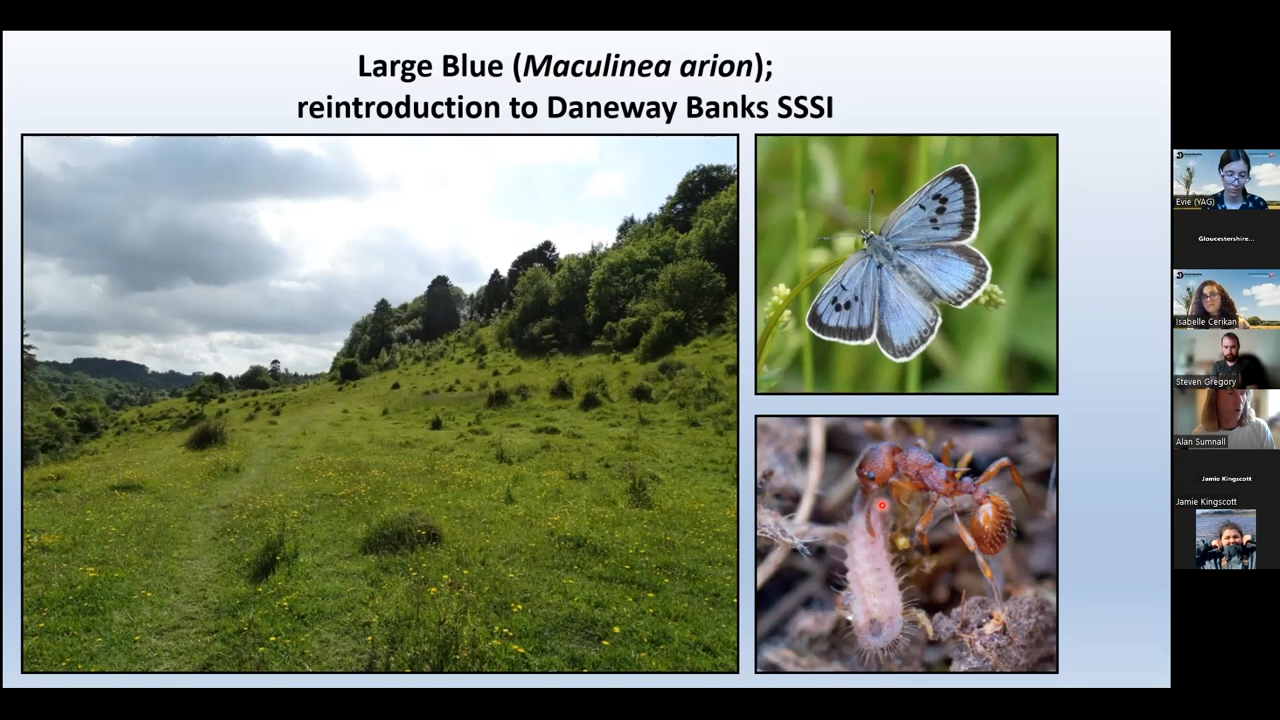 Large Blue (Maculinea arion);
reintroduction to Daneway Banks SSSI
Evie (YAG)
Gloucestershire...
Isabelle Cerikan
Steven Gregory
Alan Sumnall
Jamie Kingscott
Jamie Kingscott